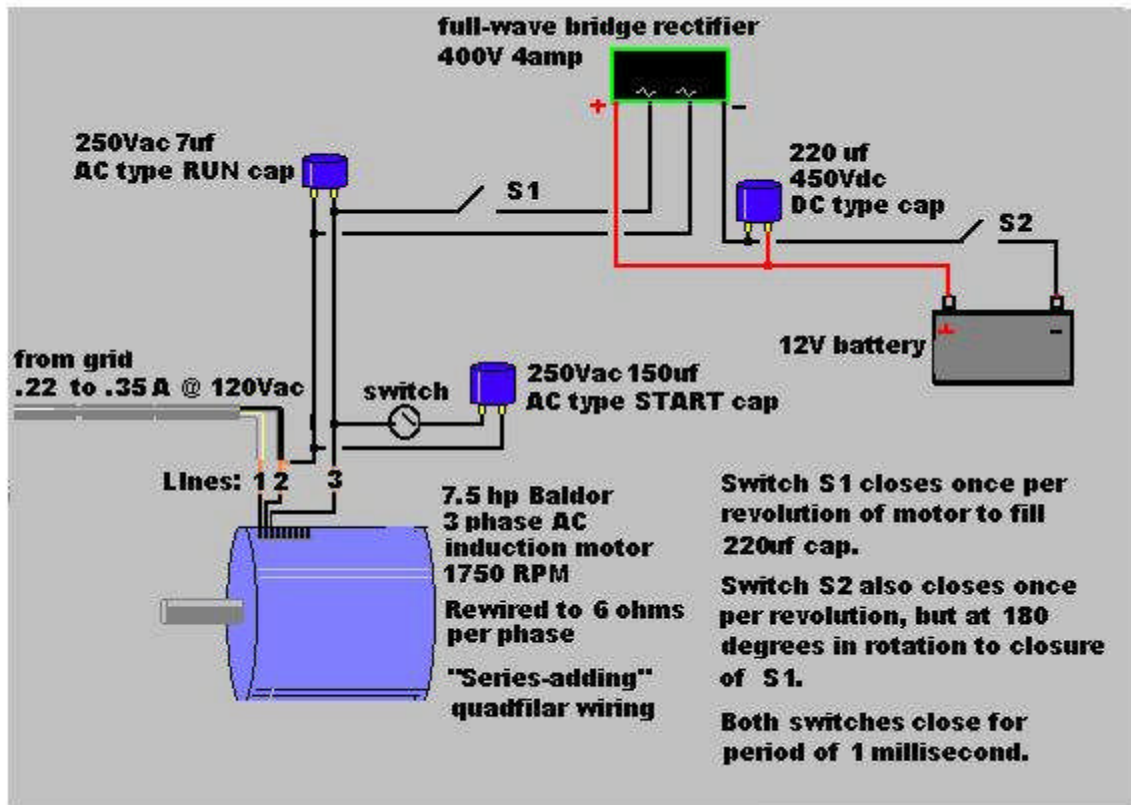 full-wave bridge rectifier
400V 4amp
+
-
250Vac 7uf
AC type RUN cap
S1
220 uf
450Vdc
DC type cap
S2
+
-
12V battery
from grid
.22 to .35A @ 120Vac
switch
250Vac 150uf
AC type START cap
LInes: 1 2 3
7.5 hp Baldor
3 phase AC
induction motor
1750 RPM
Rewired to 6 ohms
per phase
"Series-adding"
quadfilar wiring
Switch S1 closes once per
revolution of motor to fill
220uf cap.
Switch S2 also closes once
per revolution, but at 180
degrees in rotation to closure
of S1.
Both switches close for
period of 1 millisecond.